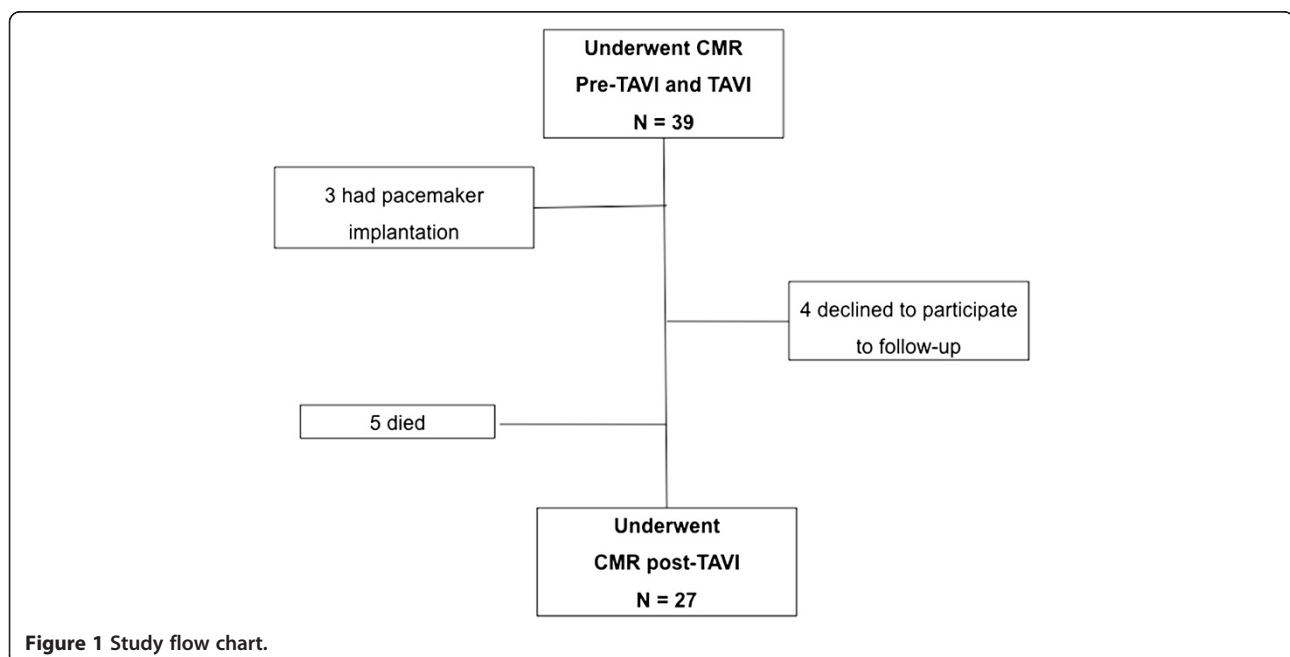 Underwent CMR
Pre-TAVI and TAVI
N = 39
3 had pacemaker
implantation
4 declined to participate
to follow-up
5 died
Underwent
CMR post-TAVI
N = 27
Figure 1 Study flow chart.